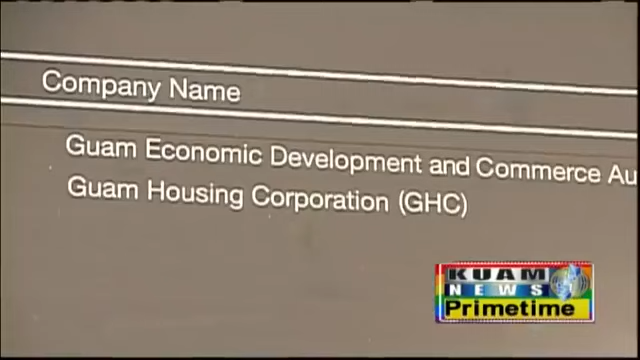 Company Name
Guam Economic Development and Commerce Au
Guam Housing Corporation (GHC)
KUAM
NEWS
Primetime